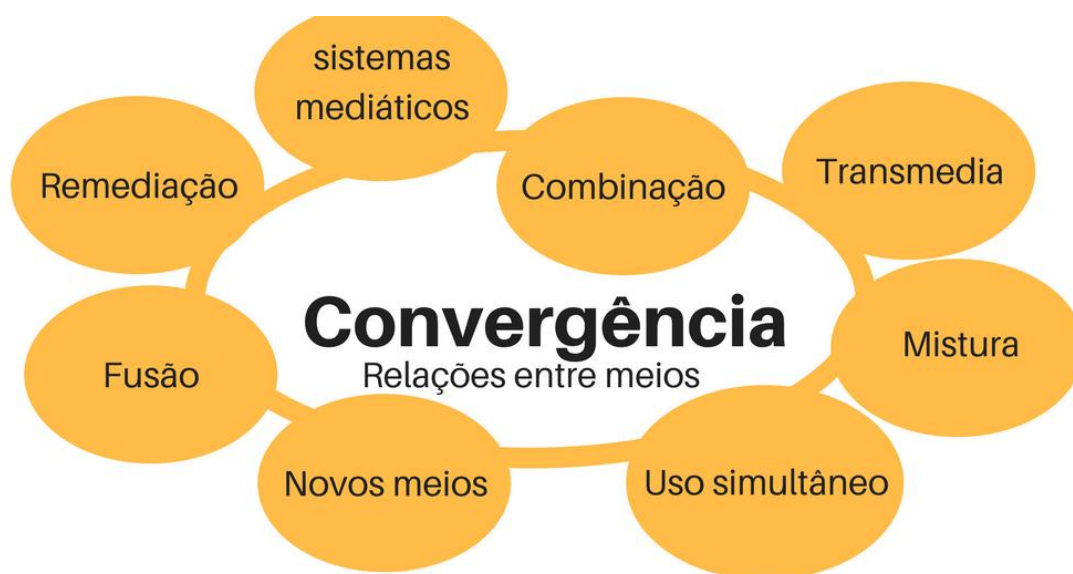 sistemas
mediáticos
Remediação
Combinação
Transmedia
Convergência
Relações entre meios
Mistura
Fusão
Novos meios
Uso simultâneo